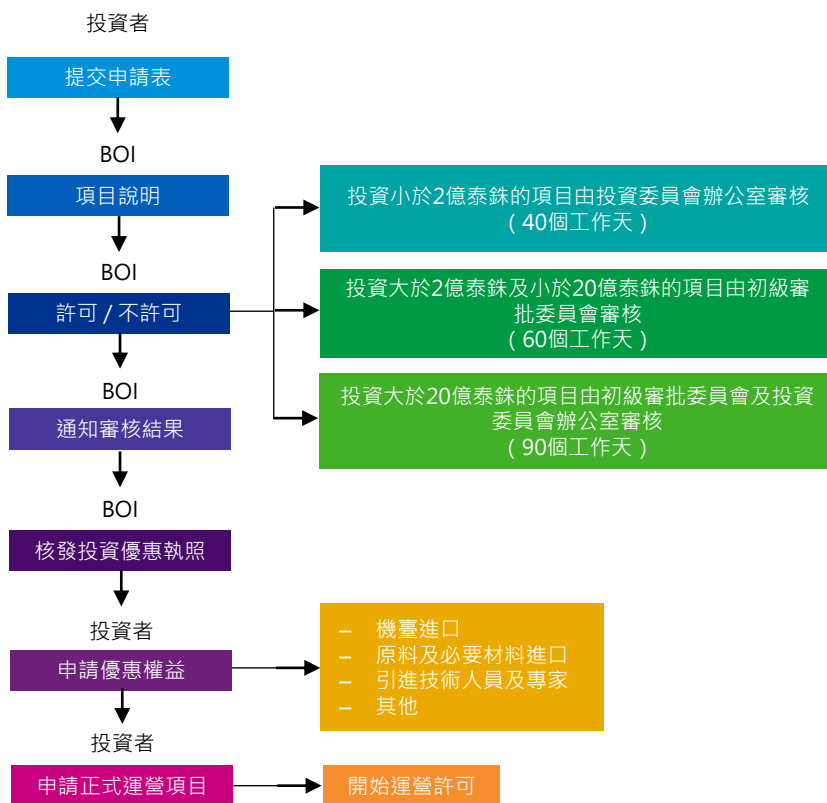 投資者
提交申請表
BOI
項目說明
BOI
許可 / 不許可
投資小於2億泰銖的項目由投資委員會辦公室審核
（40個工作天）
投資大於2億泰銖及小於20億泰銖的項目由初級審
批委員會審核
（60個工作天）
投資大於20億泰銖的項目由初級審批委員會及投資
委員會辦公室審核
（90個工作天）
BOI
通知審核結果
BOI
核發投資優惠執照
投資者
申請優惠權益
– 機臺進口
– 原料及必要材料進口
– 引進技術人員及專家
– 其他
投資者
申請正式運營項目
開始運營許可